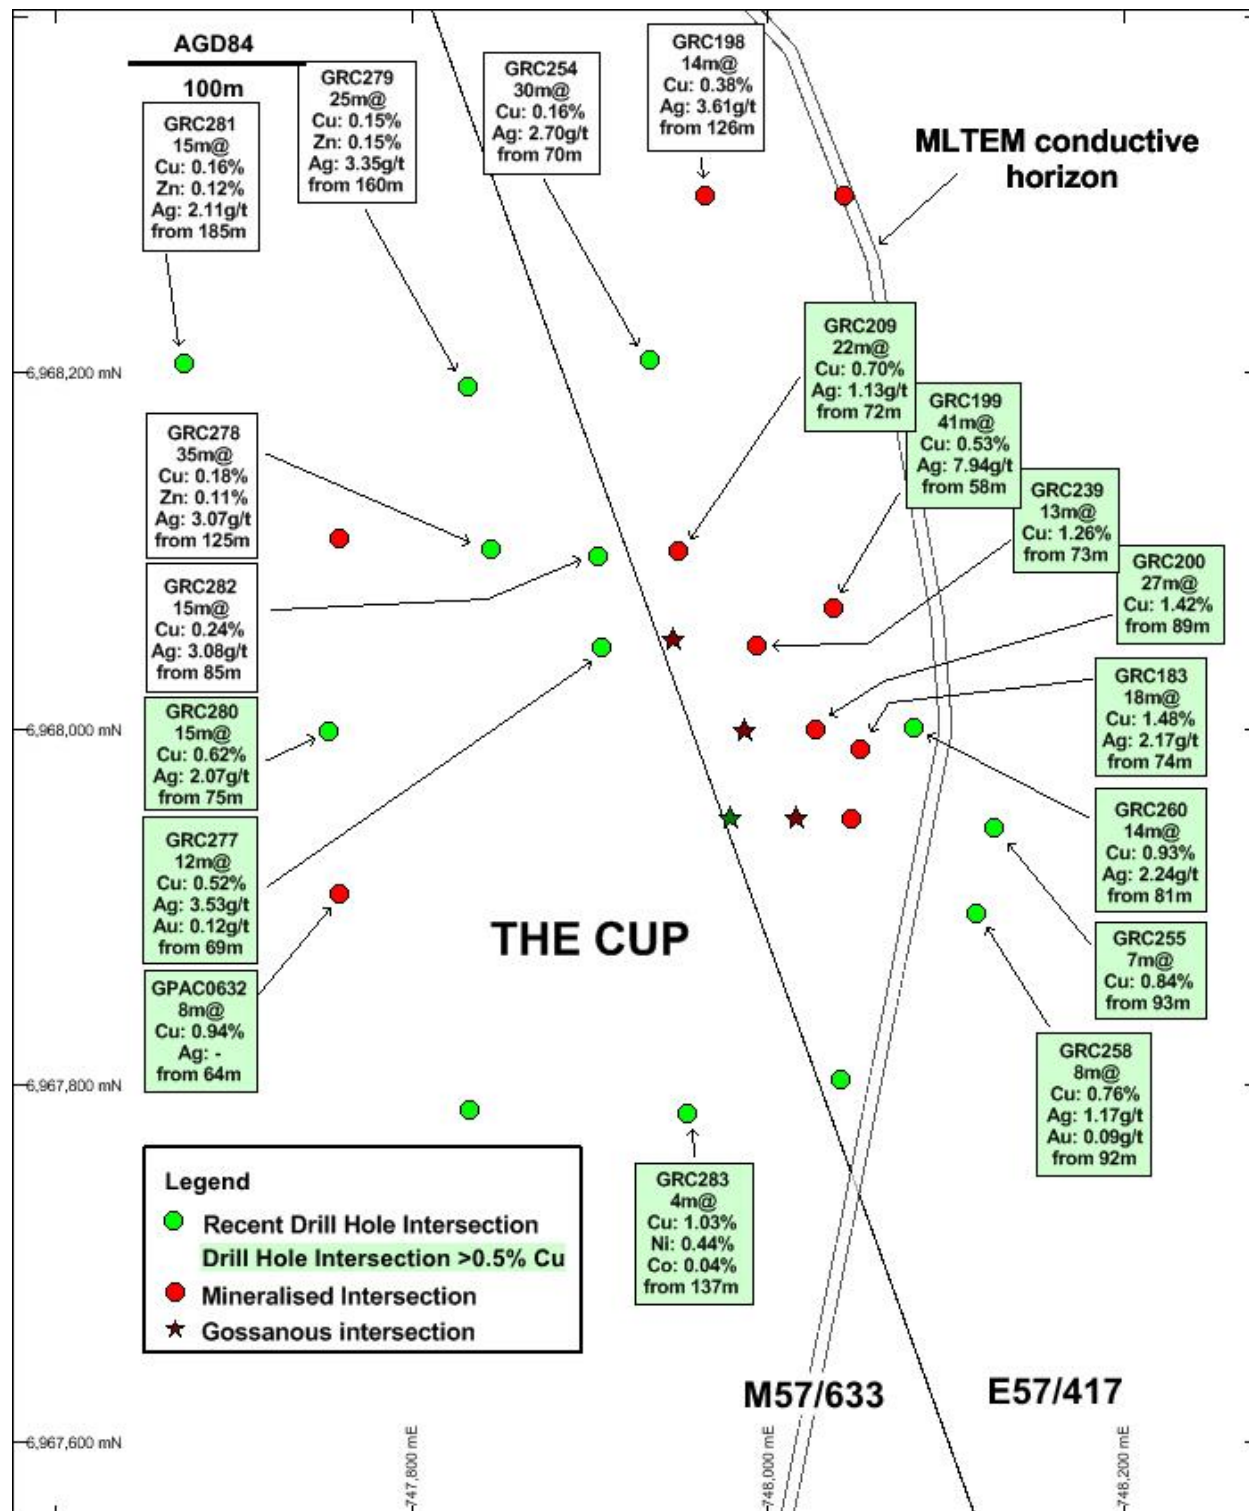 AGD84
100m
GRC281
15m@
Cu: 0.16%
Zn: 0.12%
Ag: 2.11g/t
from 185m
GRC279
25m@
Cu: 0.15%
Zn: 0.15%
Ag: 3.35g/t
from 160m
GRC254
30m@
Cu: 0.16%
Ag: 2.70g/t
from 70m
GRC198
14m@
Cu: 0.38%
Ag: 3.61g/t
from 126m
MLTEM conductive
horizon
6,968,200 mN
GRC209
22m@
Cu: 0.70%
Ag: 1.13g/t
from 72m
GRC199
41m@
Cu: 0.53%
Ag: 7.94g/t
from 58m
GRC239
13m@
Cu: 1.26%
from 73m
GRC200
27m@
Cu: 1.42%
from 89m
GRC183
18m@
Cu: 1.48%
Ag: 2.17g/t
from 74m
GRC260
14m@
Cu: 0.93%
Ag: 2.24g/t
from 81m
GRC255
7m@
Cu: 0.84%
from 93m
GRC258
8m@
Cu: 0.76%
Ag: 1.17g/t
Au: 0.09g/t
from 92m
GRC278
35m@
Cu: 0.18%
Zn: 0.11%
Ag: 3.07g/t
from 125m
GRC282
15m@
Cu: 0.24%
Ag: 3.08g/t
from 85m
6,968,000 mN
GRC280
15m@
Cu: 0.62%
Ag: 2.07g/t
from 75m
GRC277
12m@
Cu: 0.52%
Ag: 3.53g/t
Au: 0.12g/t
from 69m
GPAC0632
8m@
Cu: 0.94%
Ag: -
from 64m
THE CUP
6,967,800 mN
GRC283
4m@
Cu: 1.03%
Ni: 0.44%
Co: 0.04%
from 137m
Legend
Recent Drill Hole Intersection
Drill Hole Intersection >0.5% Cu
Mineralised Intersection
Gossanous intersection
M57/633
E57/417
6,967,600 mN
747,800 mE
748,000 mE
748,200 mE